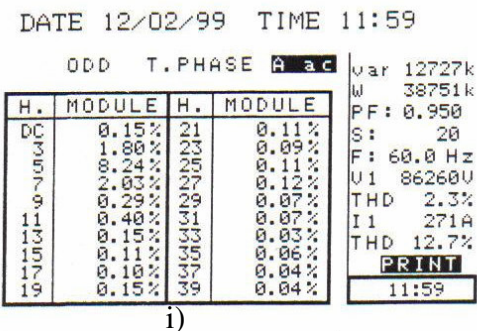 DATE 12/02/99 TIME 11:59
ODD T.PHASE A ac
H. MODULE H. MODULE
DC 0.15% 21 0.11%
3 1.80% 23 0.09%
5 8.24% 25 0.11%
7 2.03% 27 0.12%
9 0.29% 29 0.07%
11 0.40% 31 0.07%
13 0.15% 33 0.03%
15 0.11% 35 0.06%
17 0.10% 37 0.04%
19 0.15% 39 0.04%
var 12727k
W 38751k
PF: 0.950
S: 20
F: 60.0 Hz
V1 86260V
THD 2.3%
I1 271A
THD 12.7%
PRINT
11:59
i)